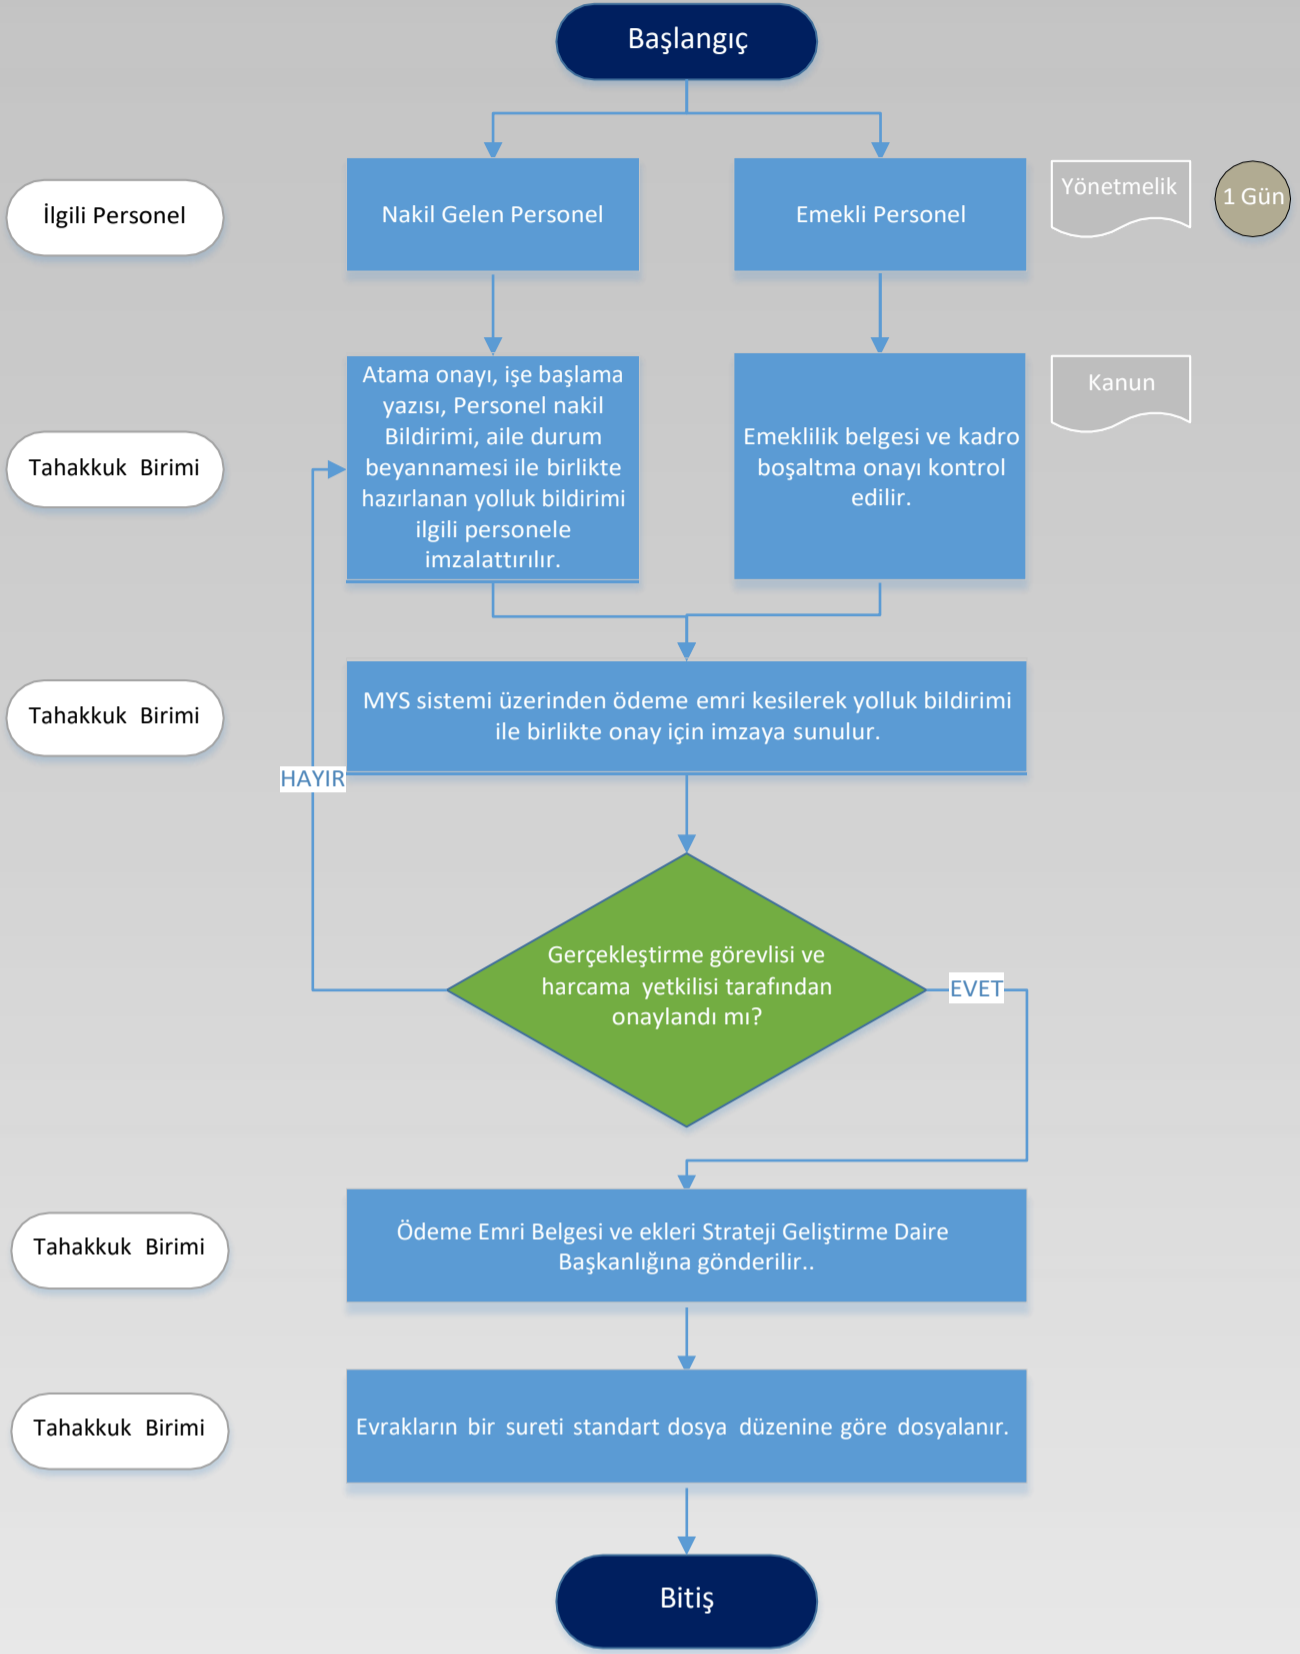 Başlangıç
İlgili Personel
Nakil Gelen Personel
Emekli Personel
Yönetmelik
1 Gün
Tahakkuk Birimi
Atama onayı, işe başlama
yazısı, Personel nakil
Bildirimi, aile durum
beyannamesi ile birlikte
hazırlanan yolluk bildirimi
ilgili personele
imzalattırılır.
Emeklilik belgesi ve kadro
boşaltma onayı kontrol
edilir.
Kanun
Tahakkuk Birimi
MYS sistemi üzerinden ödeme emri kesilerek yolluk bildirimi
ile birlikte onay için imzaya sunulur.
HAYIR
Gerçekleştirme görevlisi ve
harcama yetkilisi tarafından
onaylandı mı?
EVET
Tahakkuk Birimi
Ödeme Emri Belgesi ve ekleri Strateji Geliştirme Daire
Başkanlığına gönderilir..
Tahakkuk Birimi
Evrakların bir sureti standart dosya düzenine göre dosyalanır.
Bitiş